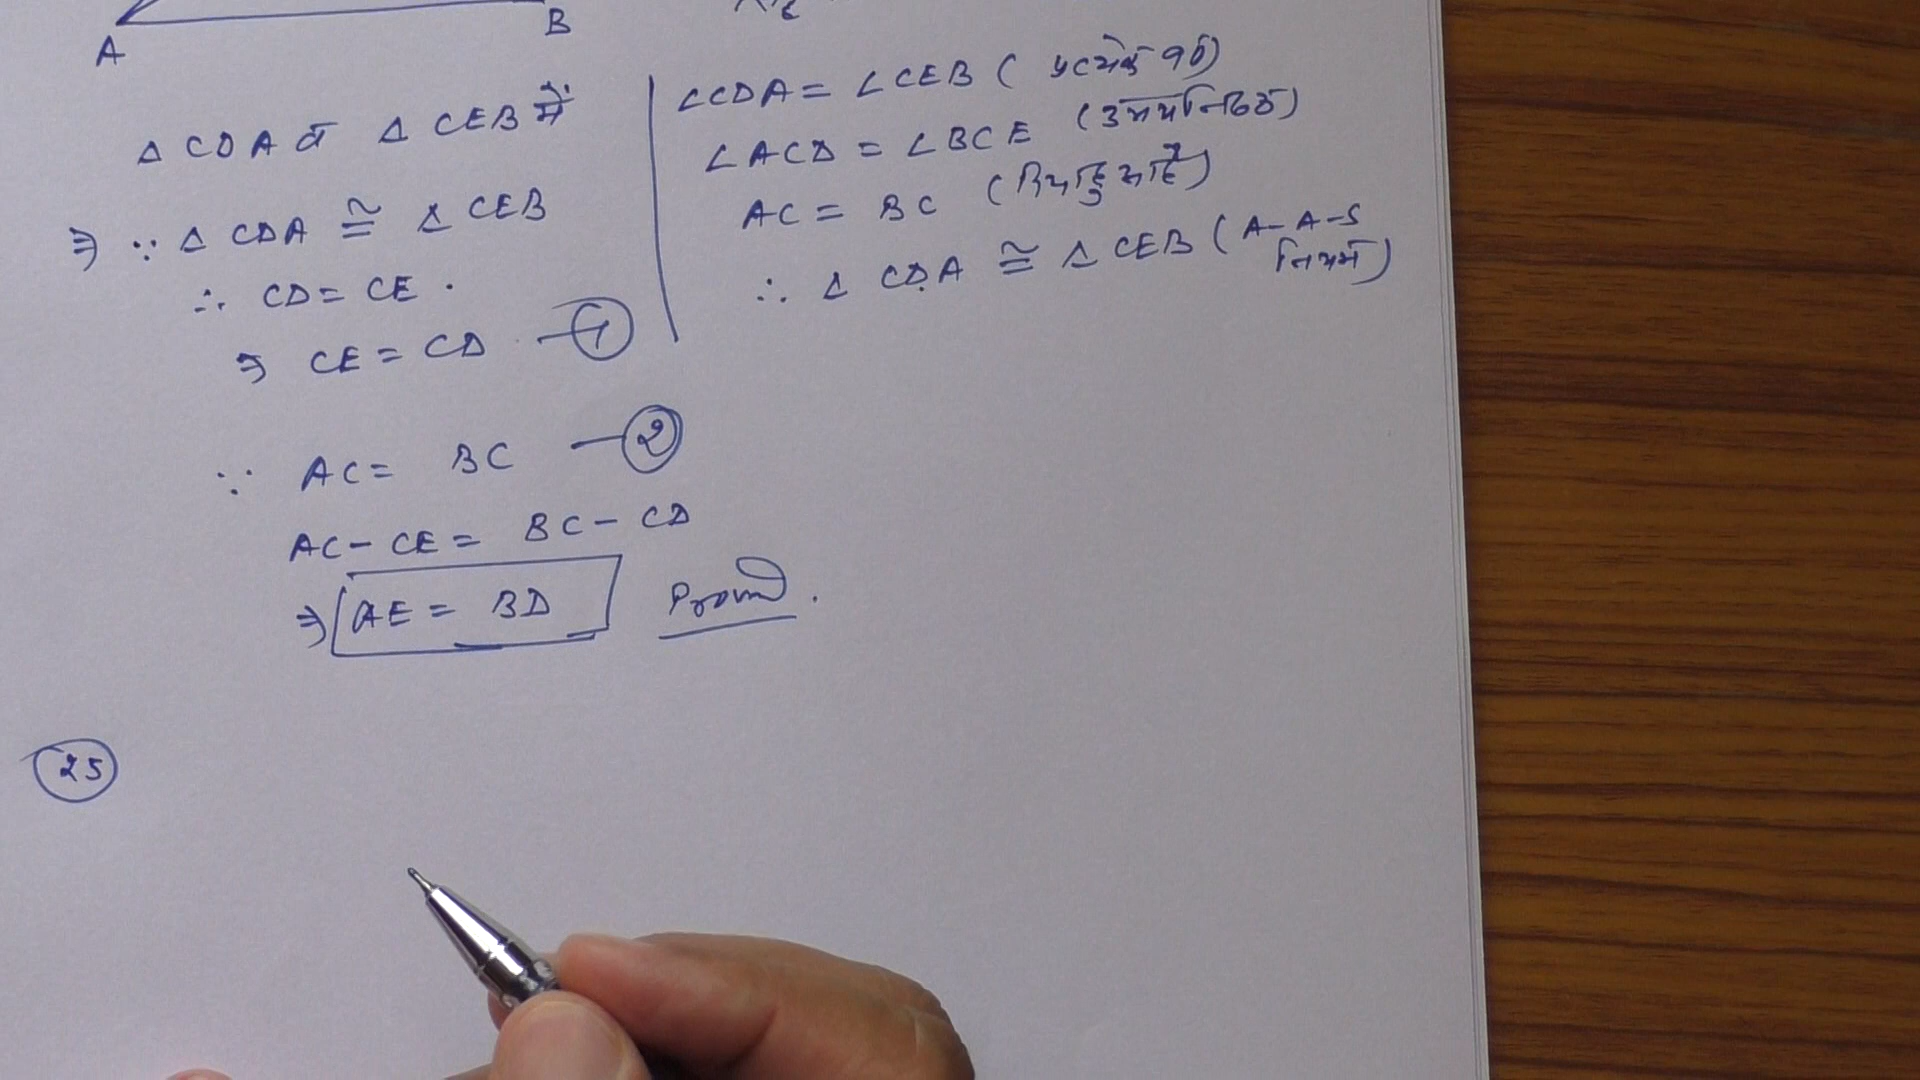 A B
Δ CDA व Δ CEB में
⇒ ∵ Δ CDA ≅ Δ CEB
∴ CD = CE .
⇒ CE = CD — 1
∠CDA = ∠CEB ( प्रत्येक 90)
∠ACD = ∠BCE (उभयनिष्ठ)
AC = BC (दिया हुआ है)
∴ Δ CDA ≅ Δ CEB ( A-A-S
नियम)
∵ AC = BC — 2
AC - CE = BC - CD
⇒ AE = BD Proved .
25